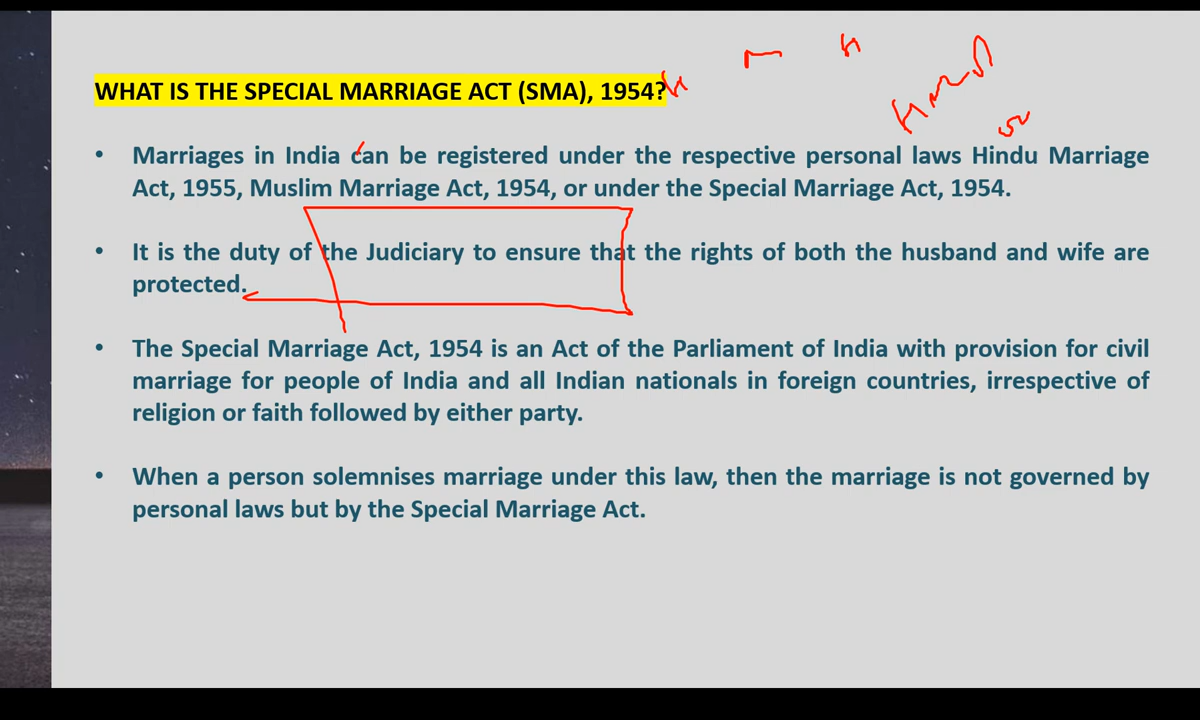 WHAT IS THE SPECIAL MARRIAGE ACT (SMA), 1954?
• Marriages in India can be registered under the respective personal laws Hindu Marriage
Act, 1955, Muslim Marriage Act, 1954, or under the Special Marriage Act, 1954.
• It is the duty of the Judiciary to ensure that the rights of both the husband and wife are
protected.
• The Special Marriage Act, 1954 is an Act of the Parliament of India with provision for civil
marriage for people of India and all Indian nationals in foreign countries, irrespective of
religion or faith followed by either party.
• When a person solemnises marriage under this law, then the marriage is not governed by
personal laws but by the Special Marriage Act.